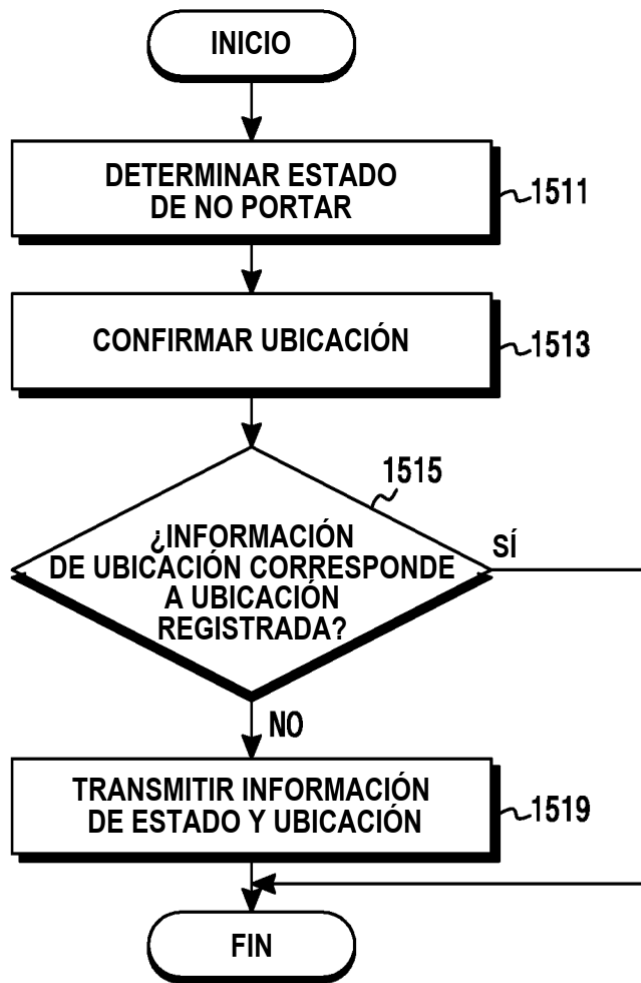 INICIO
DETERMINAR ESTADO
DE NO PORTAR
1511
CONFIRMAR UBICACIÓN
1513
1515
¿INFORMACIÓN
DE UBICACIÓN CORRESPONDE
A UBICACIÓN
REGISTRADA?
SÍ
NO
TRANSMITIR INFORMACIÓN
DE ESTADO Y UBICACIÓN
1519
FIN